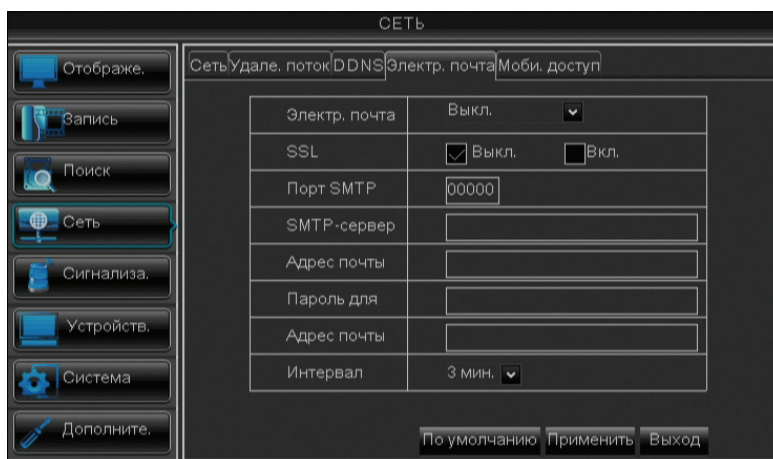 СЕТЬ
Отображе.
Запись
Поиск
Сеть
Сигнализа.
Устройств.
Система
Дополните.
Сеть Удале. поток DDNS Электр. почта Моби. доступ
Электр. почта Выкл.
SSL Выкл. Вкл.
Порт SMTP 00000
SMTP-сервер
Адрес почты
Пароль для
Адрес почты
Интервал 3 мин.
По умолчанию Применить Выход